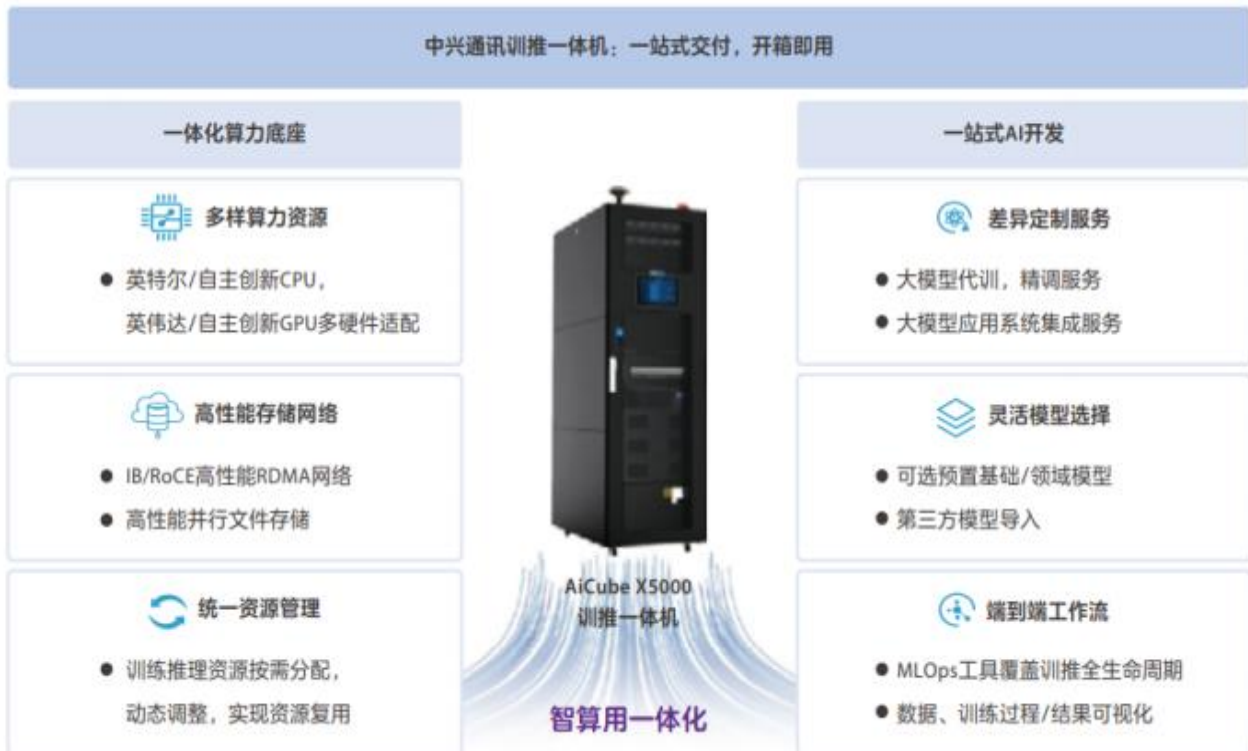 中兴通讯训推一体机：一站式交付，开箱即用
一体化算力底座
多样算力资源
● 英特尔/自主创新CPU，
英伟达/自主创新GPU多硬件适配
高性能存储网络
● IB/RoCE高性能RDMA网络
● 高性能并行文件存储
统一资源管理
● 训练推理资源按需分配，
动态调整，实现资源复用
AiCube X5000
训推一体机
智算用一体化
一站式AI开发
差异定制服务
● 大模型代训，精调服务
● 大模型应用系统集成服务
灵活模型选择
● 可选预置基础/领域模型
● 第三方模型导入
端到端工作流
● MLOps工具覆盖训推全生命周期
● 数据、训练过程/结果可视化